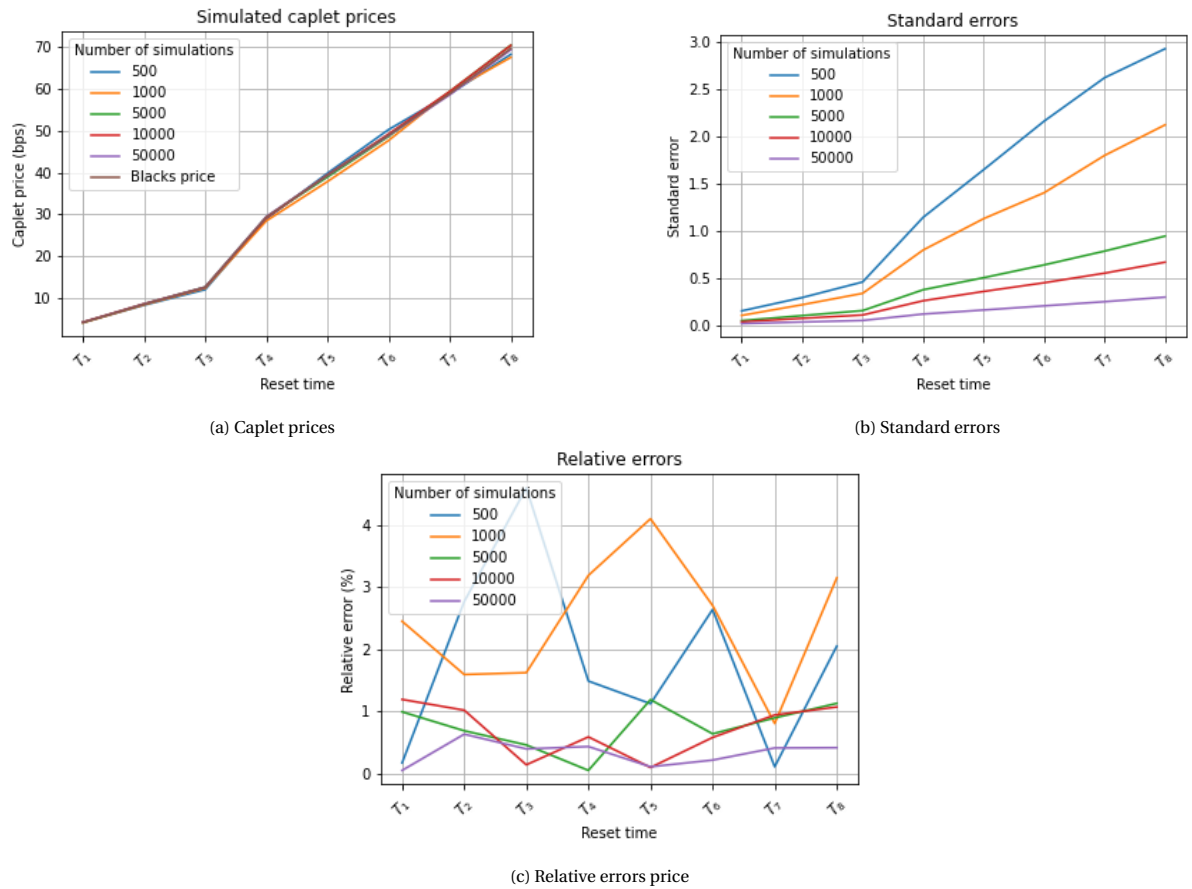 Simulated caplet prices
Number of simulations
500
1000
5000
10000
50000
Blacks price
70
60
50
40
30
20
10
Caplet price (bps)
T₁ T₂ T₃ T₄ T₅ T₆ T₇ T₈
Reset time
(a) Caplet prices
Standard errors
Number of simulations
500
1000
5000
10000
50000
3.0
2.5
2.0
1.5
1.0
0.5
0.0
Standard error
T₁ T₂ T₃ T₄ T₅ T₆ T₇ T₈
Reset time
(b) Standard errors
Relative errors
Number of simulations
500
1000
5000
10000
50000
4
3
2
1
0
Relative error (%)
T₁ T₂ T₃ T₄ T₅ T₆ T₇ T₈
Reset time
(c) Relative errors price